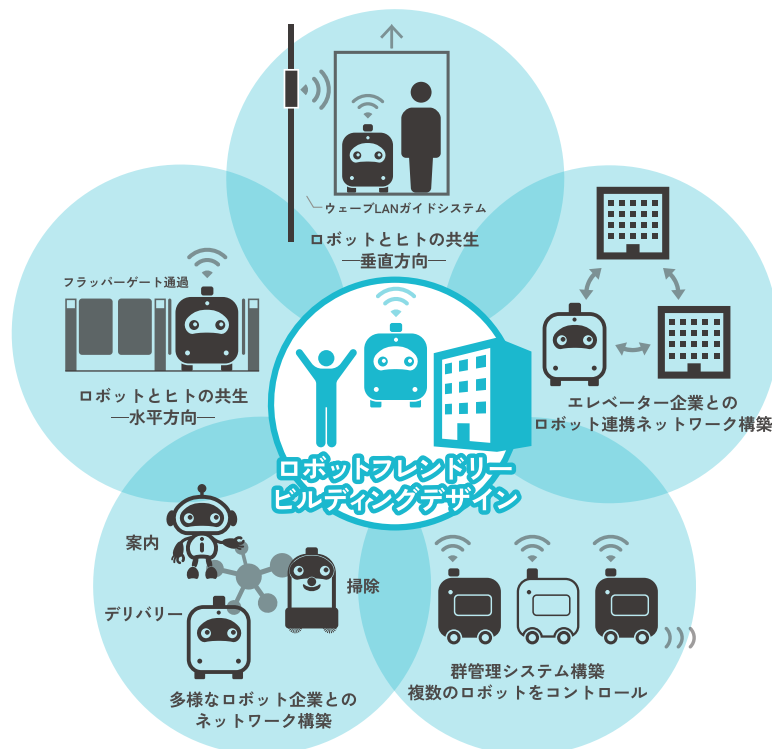 ウェーブLANガイドシステム
ロボットとヒトの共生
―垂直方向―
フラッパーゲート通過
ロボットとヒトの共生
―水平方向―
エレベーター企業との
ロボット連携ネットワーク構築
ロボットフレンドリー
ビルディングデザイン
案内
掃除
デリバリー
多様なロボット企業との
ネットワーク構築
群管理システム構築
複数のロボットをコントロール